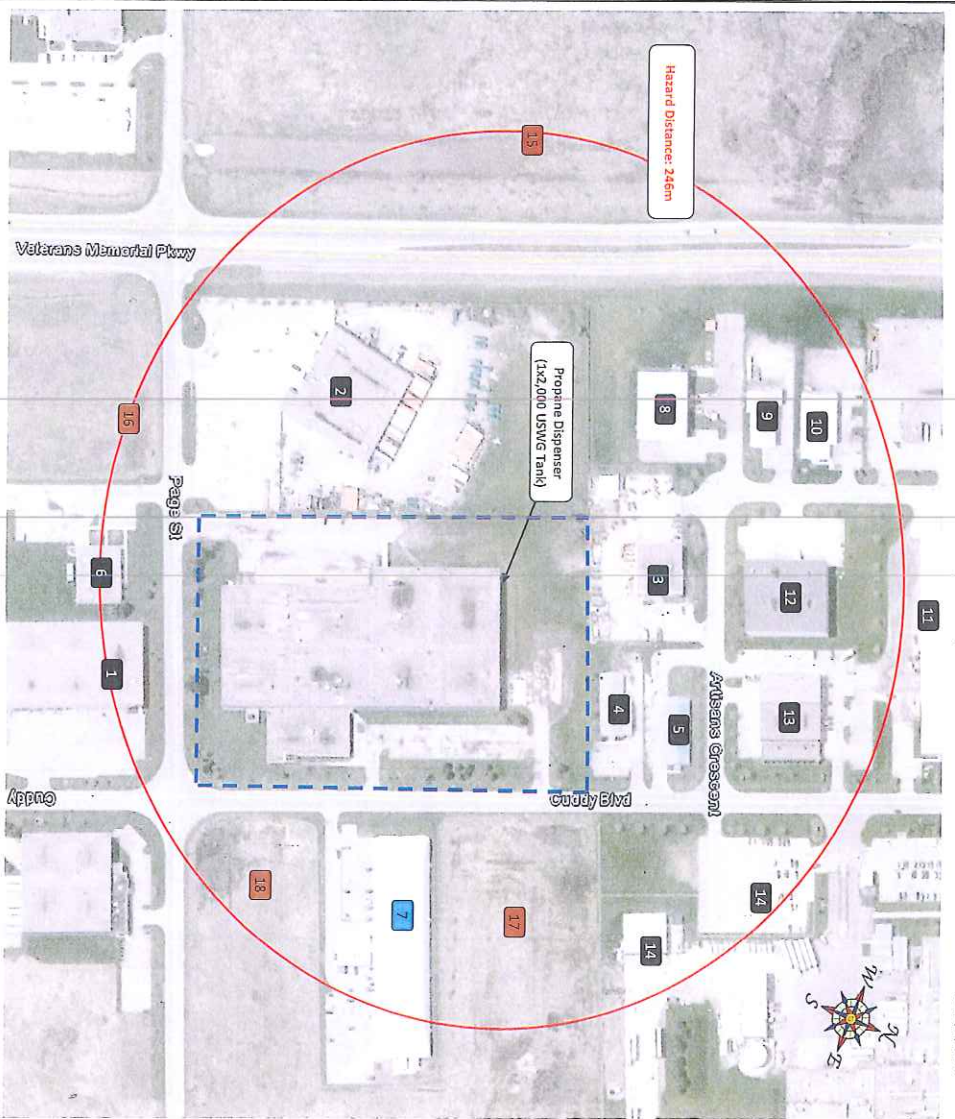 Hazard Distance: 246m
15
Veterans Memorial Pkwy
Propane Dispenser
(1x2,000 USWG Tank)
2
8
9
10
16
Page St
6
1
3
12
11
4
5
13
Artisans Crescent
Cuddy
Cuddy Blvd
18
7
17
14
14
W
N
S
E